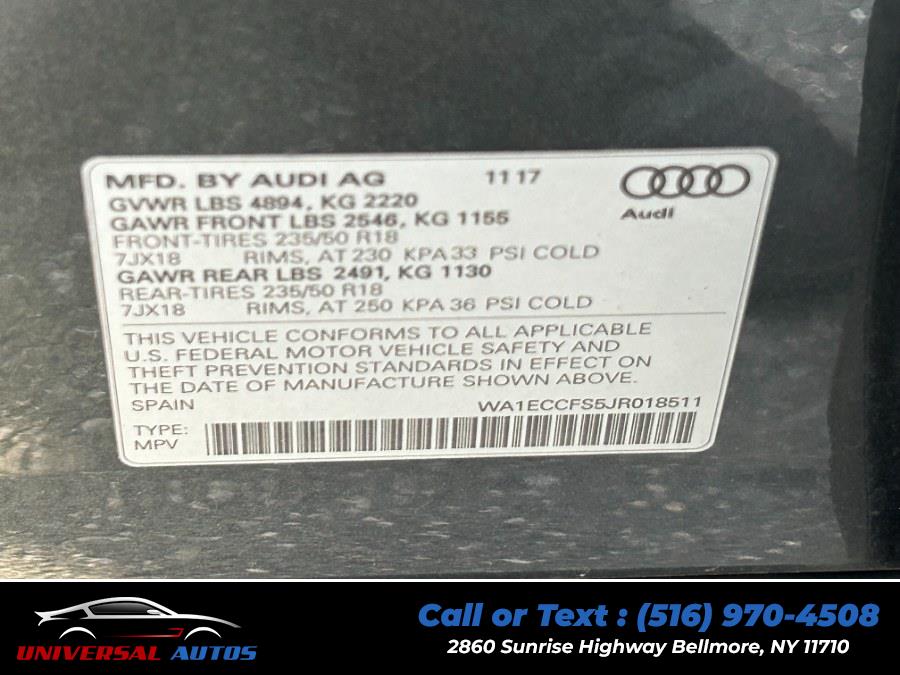 MFD. BY AUDI AG 11 17
GVWR LBS 4894, KG 2220
GAWR FRONT LBS 2546, KG 1155
FRONT-TIRES 235/50 R18
7JX18 RIMS, AT 230 KPA 33 PSI COLD
GAWR REAR LBS 2491, KG 1130
REAR-TIRES 235/50 R18
7JX18 RIMS, AT 250 KPA 36 PSI COLD
Audi
THIS VEHICLE CONFORMS TO ALL APPLICABLE
U.S. FEDERAL MOTOR VEHICLE SAFETY AND
THEFT PREVENTION STANDARDS IN EFFECT ON
THE DATE OF MANUFACTURE SHOWN ABOVE.
SPAIN WA1ECCFS5JR018511
TYPE:
MPV
UNIVERSAL AUTOS
Call or Text : (516) 970-4508
2860 Sunrise Highway Bellmore, NY 11710